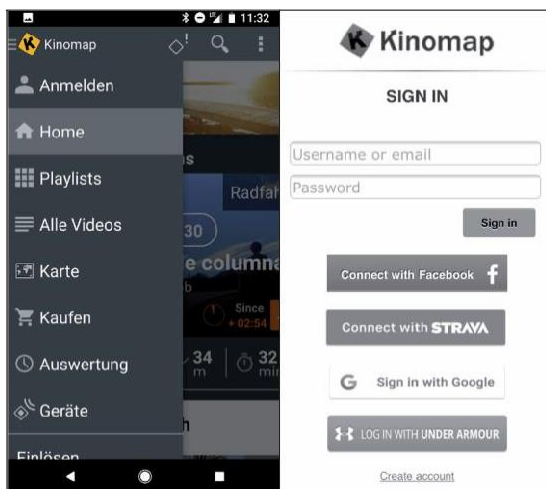 11:32
Kinomap
Anmelden
Home
Playlists
Alle Videos
Karte
Kaufen
Auswertung
Geräte
Einlösen
Radfah
30
e columna
b
Since
+ 02:54
34
m
32
min
h
Kinomap
SIGN IN
Username or email
Password
Sign in
Connect with Facebook f
Connect with STRAVA
G Sign in with Google
LOG IN WITH UNDER ARMOUR
Create account